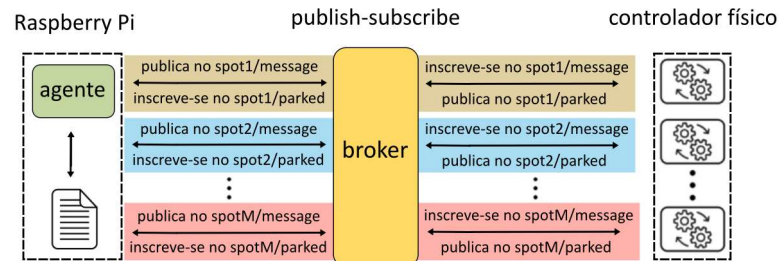 Raspberry Pi
publish-subscribe
controlador físico
agente
publica no spot1/message
inscreve-se no spot1/parked
publica no spot2/message
inscreve-se no spot2/parked
publica no spotM/message
inscreve-se no spotM/parked
broker
inscreve-se no spot1/message
publica no spot1/parked
inscreve-se no spot2/message
publica no spot2/parked
inscreve-se no spotM/message
publica no spotM/parked